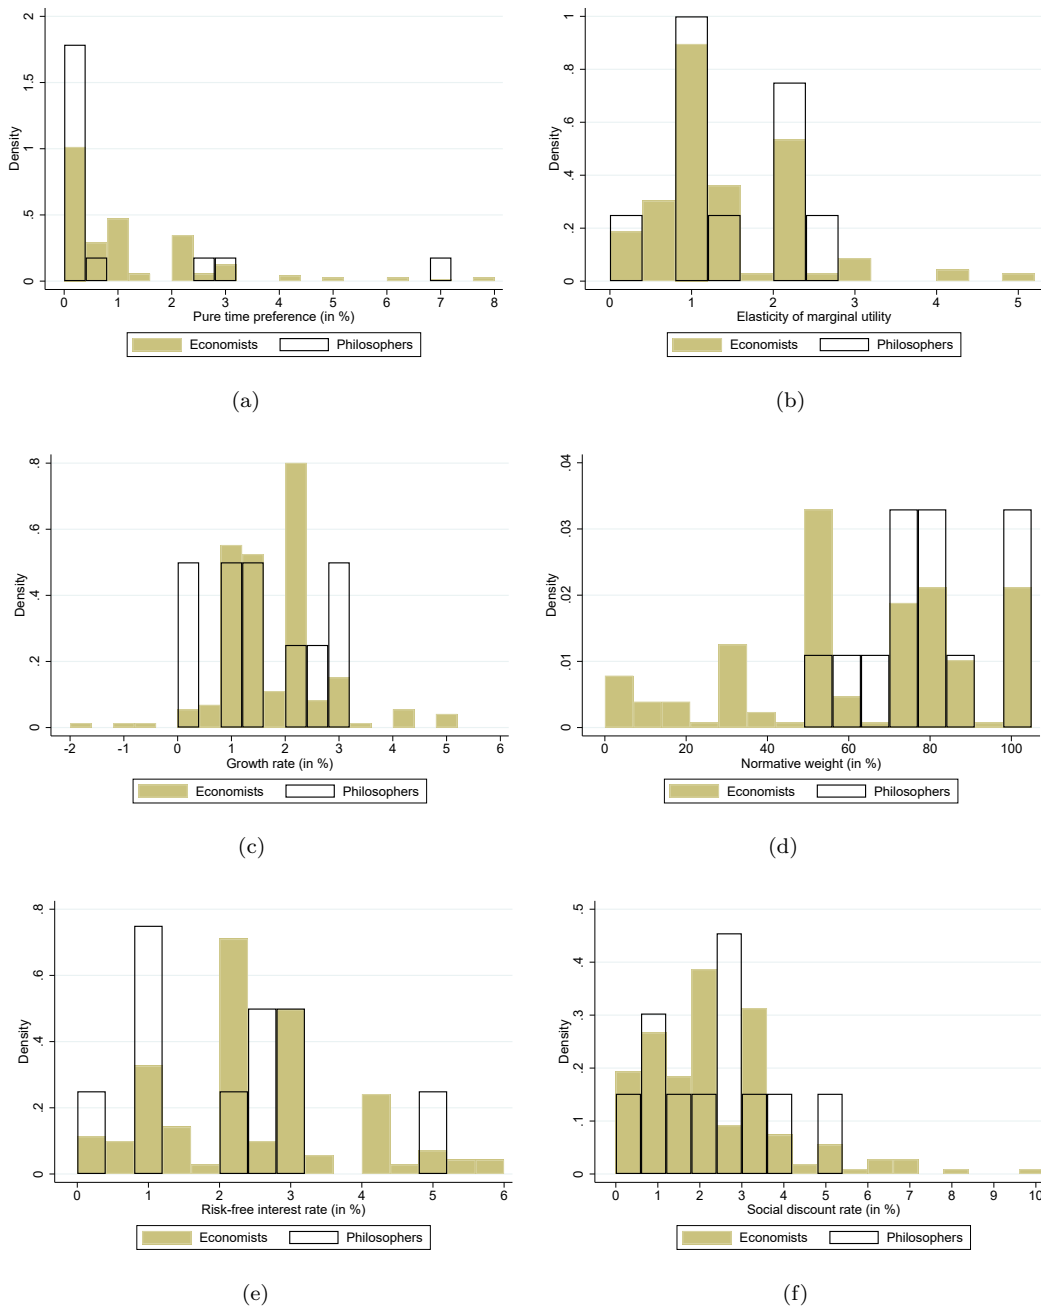 2
1.5
1
.5
0
Density
0 1 2 3 4 5 6 7 8
Pure time preference (in %)
Economists Philosophers
(a)
1
.8
.6
.4
.2
0
Density
0 1 2 3 4 5
Elasticity of marginal utility
Economists Philosophers
(b)
.8
.6
.4
.2
0
Density
-2 -1 0 1 2 3 4 5 6
Growth rate (in %)
Economists Philosophers
(c)
.04
.03
.02
.01
0
Density
0 20 40 60 80 100
Normative weight (in %)
Economists Philosophers
(d)
.8
.6
.4
.2
0
Density
0 1 2 3 4 5 6
Risk-free interest rate (in %)
Economists Philosophers
(e)
.5
.4
.3
.2
.1
0
Density
0 1 2 3 4 5 6 7 8 9 10
Social discount rate (in %)
Economists Philosophers
(f)